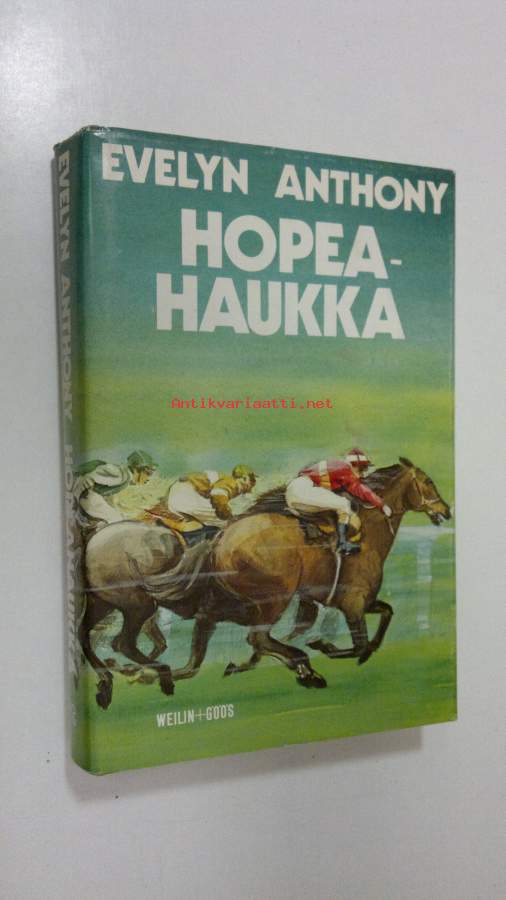 EVELYN ANTHONY
HOPEA-
HAUKKA
Antikvariaatti.net
WEILIN+GÖÖS
EVELYN ANTHONY HOPEAHAUKKA